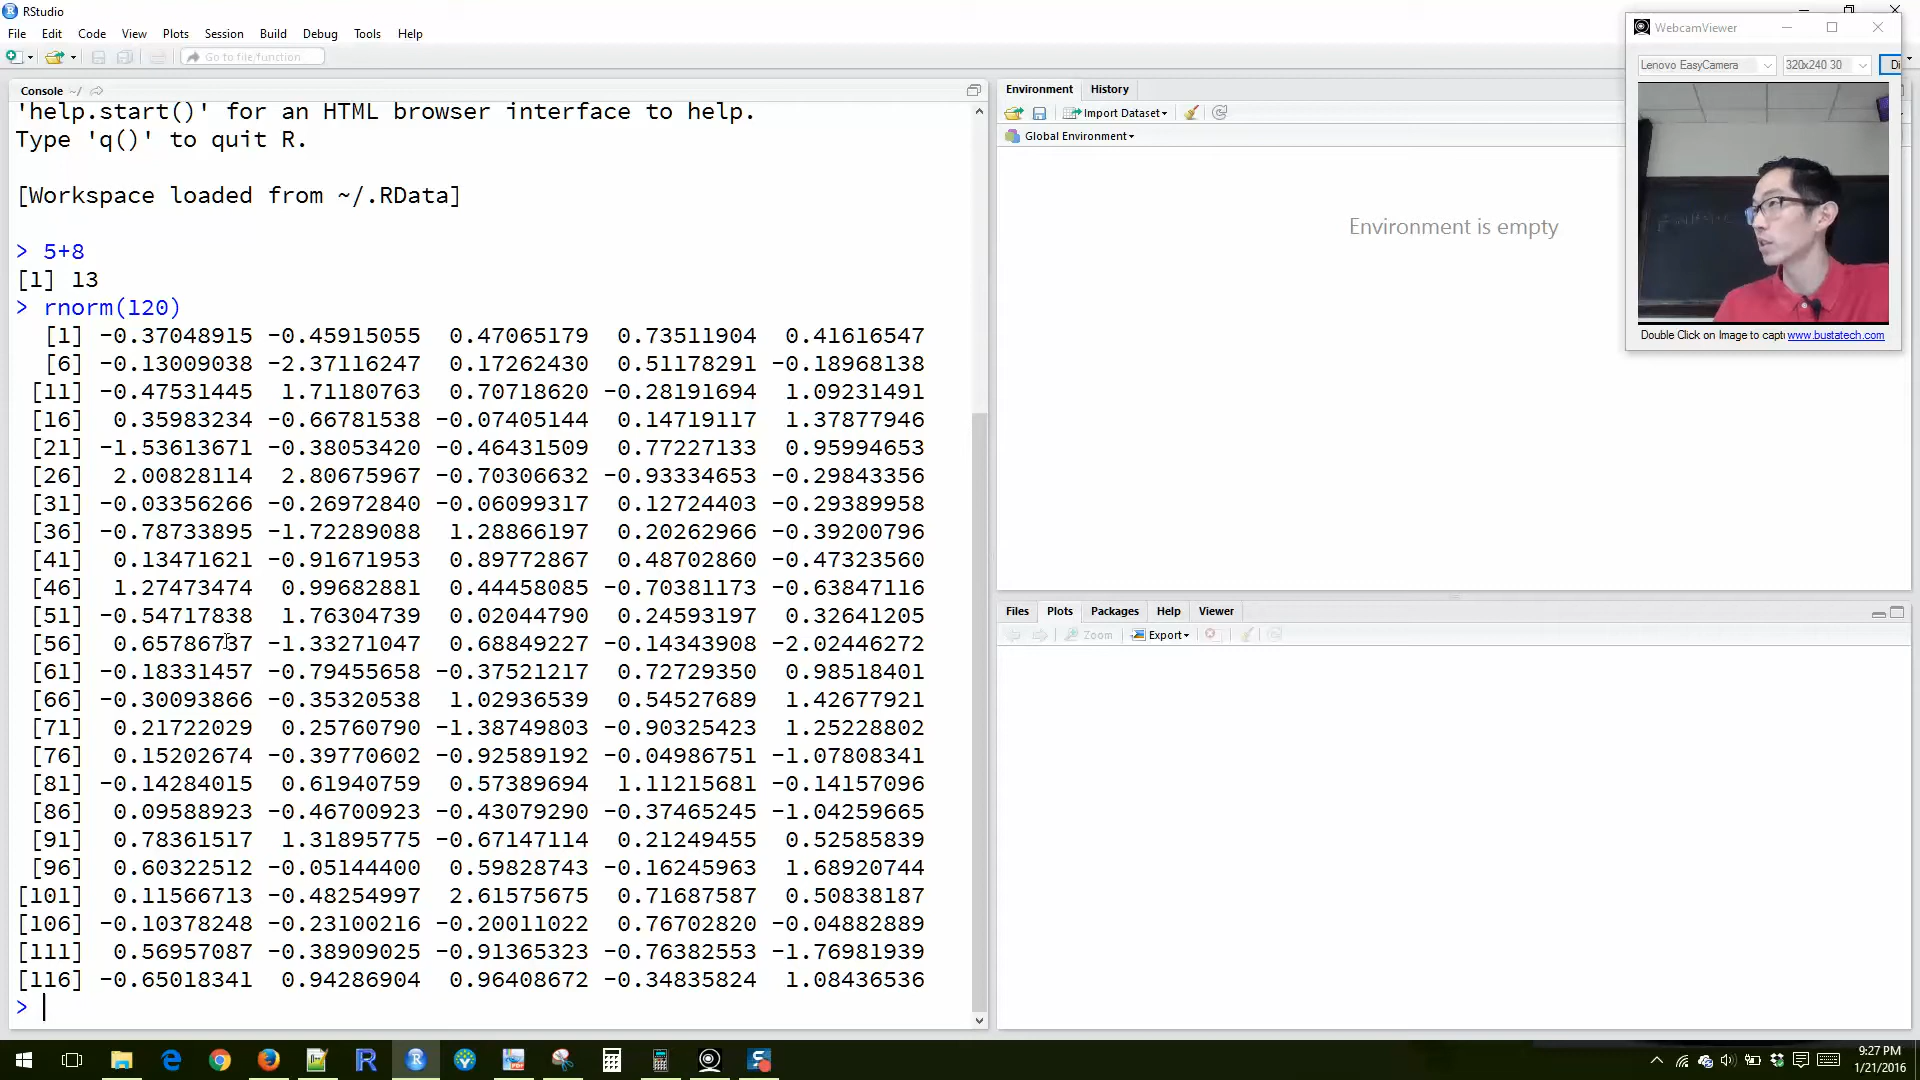 RStudio
File Edit Code View Plots Session Build Debug Tools Help
Go to file/function
Console ~/
'help.start()' for an HTML browser interface to help.
Type 'q()' to quit R.
[Workspace loaded from ~/.RData]
> 5+8
[1] 13
> rnorm(120)
[1] -0.37048915 -0.45915055 0.47065179 0.73511904 0.41616547
[6] -0.13009038 -2.37116247 0.17262430 0.51178291 -0.18968138
[11] -0.47531445 1.71180763 0.70718620 -0.28191694 1.09231491
[16] 0.35983234 -0.66781538 -0.07405144 0.14719117 1.37877946
[21] -1.53613671 -0.38053420 -0.46431509 0.77227133 0.95994653
[26] 2.00828114 2.80675967 -0.70306632 -0.93334653 -0.29843356
[31] -0.03356266 -0.26972840 -0.06099317 0.12724403 -0.29389958
[36] -0.78733895 -1.72289088 1.28866197 0.20262966 -0.39200796
[41] 0.13471621 -0.91671953 0.89772867 0.48702860 -0.47323560
[46] 1.27473474 0.99682881 0.44458085 -0.70381173 -0.63847116
[51] -0.54717838 1.76304739 0.02044790 0.24593197 0.32641205
[56] 0.65786737 -1.33271047 0.68849227 -0.14343908 -2.02446272
[61] -0.18331457 -0.79455658 -0.37521217 0.72729350 0.98518401
[66] -0.30093866 -0.35320538 1.02936539 0.54527689 1.42677921
[71] 0.21722029 0.25760790 -1.38749803 -0.90325423 1.25228802
[76] 0.15202674 -0.39770602 -0.92589192 -0.04986751 -1.07808341
[81] -0.14284015 0.61940759 0.57389694 1.11215681 -0.14157096
[86] 0.09588923 -0.46700923 -0.43079290 -0.37465245 -1.04259665
[91] 0.78361517 1.31895775 -0.67147114 0.21249455 0.52585839
[96] 0.60322512 -0.05144400 0.59828743 -0.16245963 1.68920744
[101] 0.11566713 -0.48254997 2.61575675 0.71687587 0.50838187
[106] -0.10378248 -0.23100216 -0.20011022 0.76702820 -0.04882889
[111] 0.56957087 -0.38909025 -0.91365323 -0.76382553 -1.76981939
[116] -0.65018341 0.94286904 0.96408672 -0.34835824 1.08436536
>
Environment History
Import Dataset
Global Environment
Environment is empty
Files Plots Packages Help Viewer
Zoom Export
WebcamViewer
Lenovo EasyCamera 320x240 30 Di
Double Click on Image to capt www.bustatech.com
9:27 PM
1/21/2016